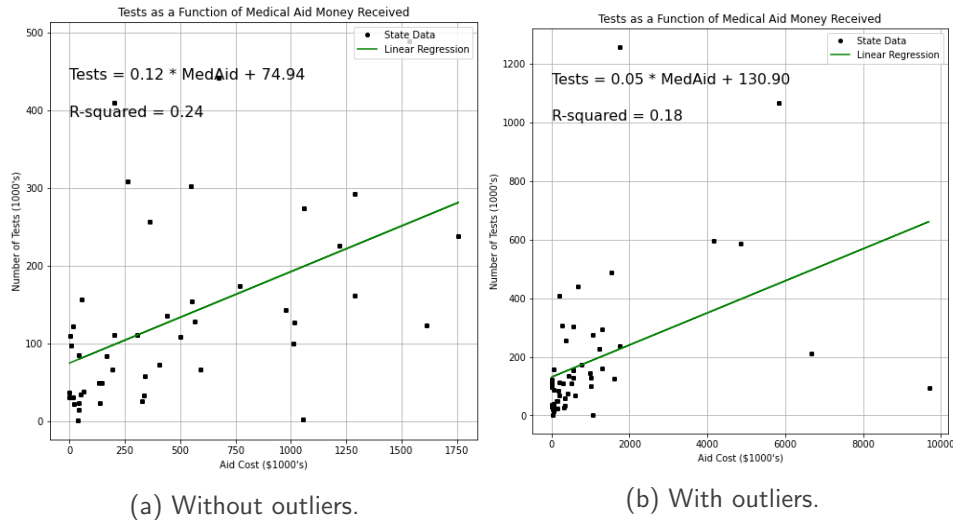 Tests as a Function of Medical Aid Money Received
500
400
300
200
100
0
Number of Tests (1000's)
State Data
Linear Regression
Tests = 0.12 * MedAid + 74.94
R-squared = 0.24
0 250 500 750 1000 1250 1500 1750
Aid Cost ($1000's)
(a) Without outliers.
Tests as a Function of Medical Aid Money Received
1200
1000
800
600
400
200
0
Number of Tests (1000's)
State Data
Linear Regression
Tests = 0.05 * MedAid + 130.90
R-squared = 0.18
0 2000 4000 6000 8000 10000
Aid Cost ($1000's)
(b) With outliers.